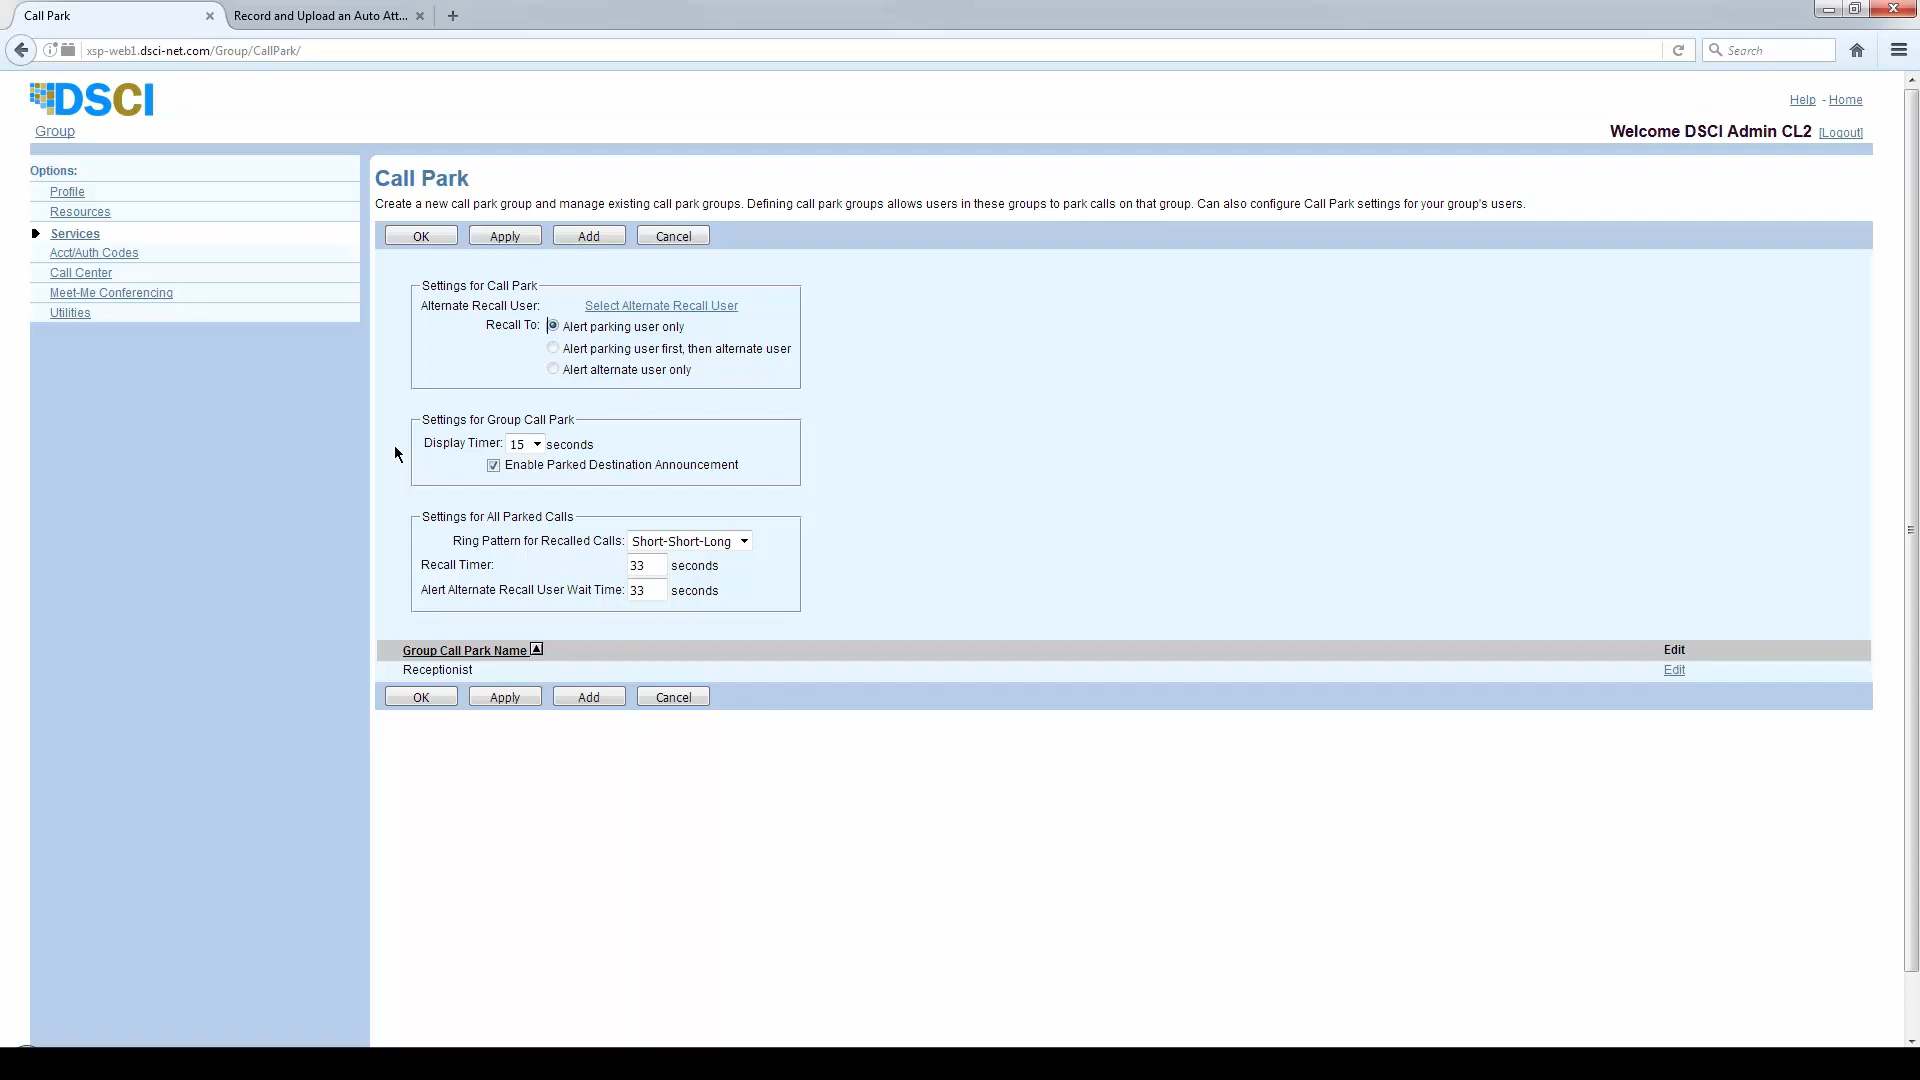 Call Park
Record and Upload an Auto Att...
xsp-web1.dsci-net.com/Group/CallPark/
Search
DSCI
Help - Home
Group
Welcome DSCI Admin CL2 [Logout]
Options:
Profile
Resources
Services
Acct/Auth Codes
Call Center
Meet-Me Conferencing
Utilities
Call Park
Create a new call park group and manage existing call park groups. Defining call park groups allows users in these groups to park calls on that group. Can also configure Call Park settings for your group's users.
OK Apply Add Cancel
Settings for Call Park
Alternate Recall User: Select Alternate Recall User
Recall To: Alert parking user only
Alert parking user first, then alternate user
Alert alternate user only
Settings for Group Call Park
Display Timer: 15 seconds
Enable Parked Destination Announcement
Settings for All Parked Calls
Ring Pattern for Recalled Calls: Short-Short-Long
Recall Timer: 33 seconds
Alert Alternate Recall User Wait Time: 33 seconds
Group Call Park Name Edit
Receptionist Edit
OK Apply Add Cancel